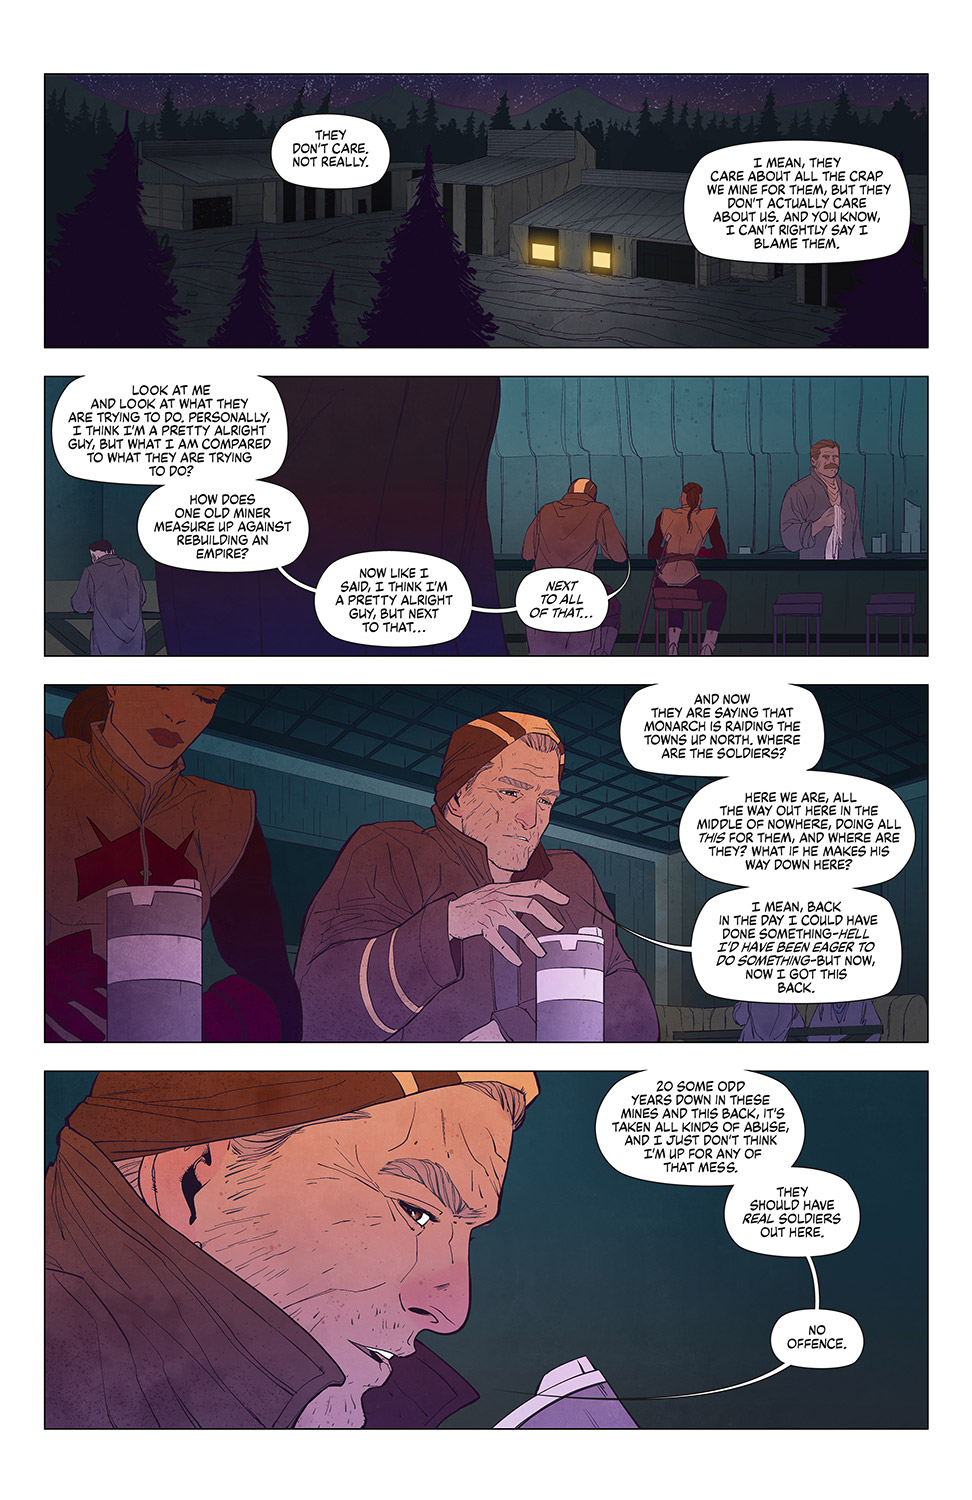 THEY
DON'T CARE.
NOT REALLY.
I MEAN, THEY
CARE ABOUT ALL THE CRAP
WE MINE FOR THEM, BUT THEY
DON'T ACTUALLY CARE
ABOUT US. AND YOU KNOW,
I CAN'T RIGHTLY SAY I
BLAME THEM.
LOOK AT ME
AND LOOK AT WHAT THEY
ARE TRYING TO DO. PERSONALLY,
I THINK I'M A PRETTY ALRIGHT
GUY, BUT WHAT I AM COMPARED
TO WHAT THEY ARE TRYING
TO DO?
HOW DOES
ONE OLD MINER
MEASURE UP AGAINST
REBUILDING AN
EMPIRE?
NOW LIKE I
SAID, I THINK I'M
A PRETTY ALRIGHT
GUY, BUT NEXT
TO THAT...
NEXT
TO ALL
OF THAT...
AND NOW
THEY ARE SAYING THAT
MONARCH IS RAIDING THE
TOWNS UP NORTH. WHERE
ARE THE SOLDIERS?
HERE WE ARE, ALL
THE WAY OUT HERE IN THE
MIDDLE OF NOWHERE, DOING ALL
THIS FOR THEM, AND WHERE ARE
THEY? WHAT IF HE MAKES HIS
WAY DOWN HERE?
I MEAN, BACK
IN THE DAY I COULD HAVE
DONE SOMETHING-HELL
I'D HAVE BEEN EAGER TO
DO SOMETHING-BUT NOW,
NOW I GOT THIS
BACK.
20 SOME ODD
YEARS DOWN IN THESE
MINES AND THIS BACK, IT'S
TAKEN ALL KINDS OF ABUSE,
AND I JUST DON'T THINK
I'M UP FOR ANY OF
THAT MESS.
THEY
SHOULD HAVE
REAL SOLDIERS
OUT HERE.
NO
OFFENCE.